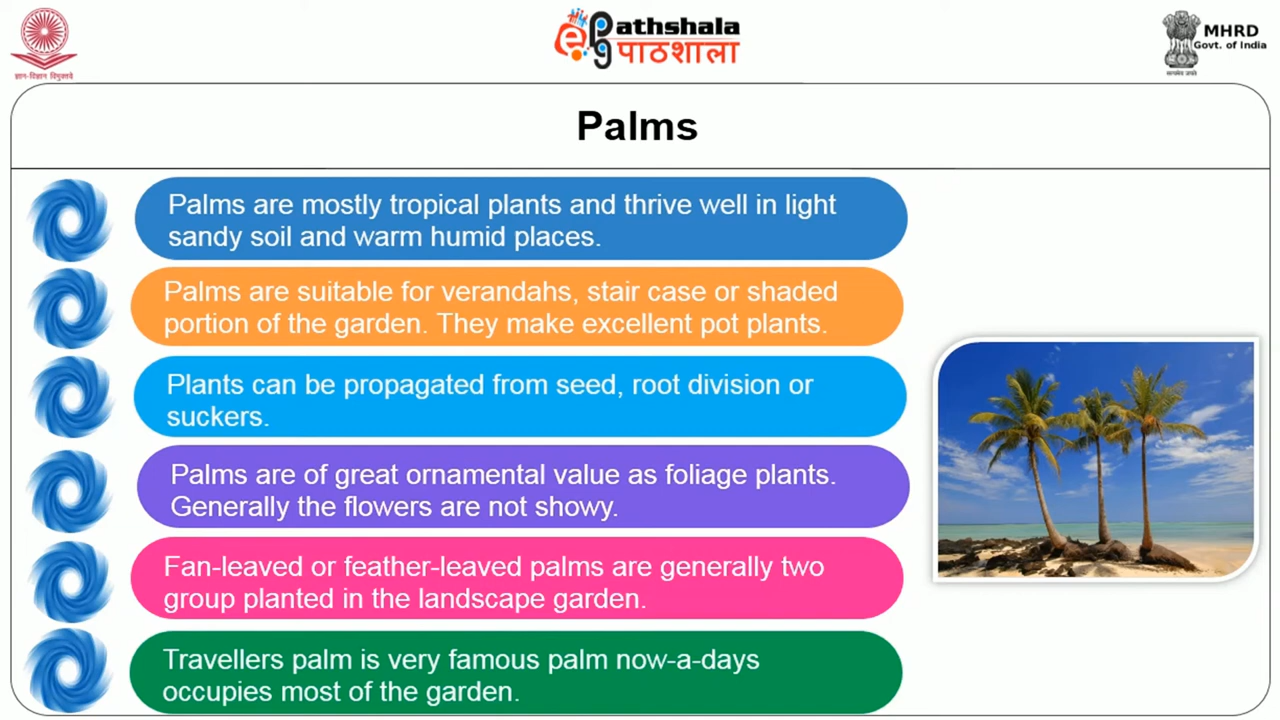 ज्ञान-विज्ञान विमुक्तये
ePathshala
पाठशाला
MHRD
Govt. of India
सत्यमेव जयते
Palms
Palms are mostly tropical plants and thrive well in light
sandy soil and warm humid places.
Palms are suitable for verandahs, stair case or shaded
portion of the garden. They make excellent pot plants.
Plants can be propagated from seed, root division or
suckers.
Palms are of great ornamental value as foliage plants.
Generally the flowers are not showy.
Fan-leaved or feather-leaved palms are generally two
group planted in the landscape garden.
Travellers palm is very famous palm now-a-days
occupies most of the garden.